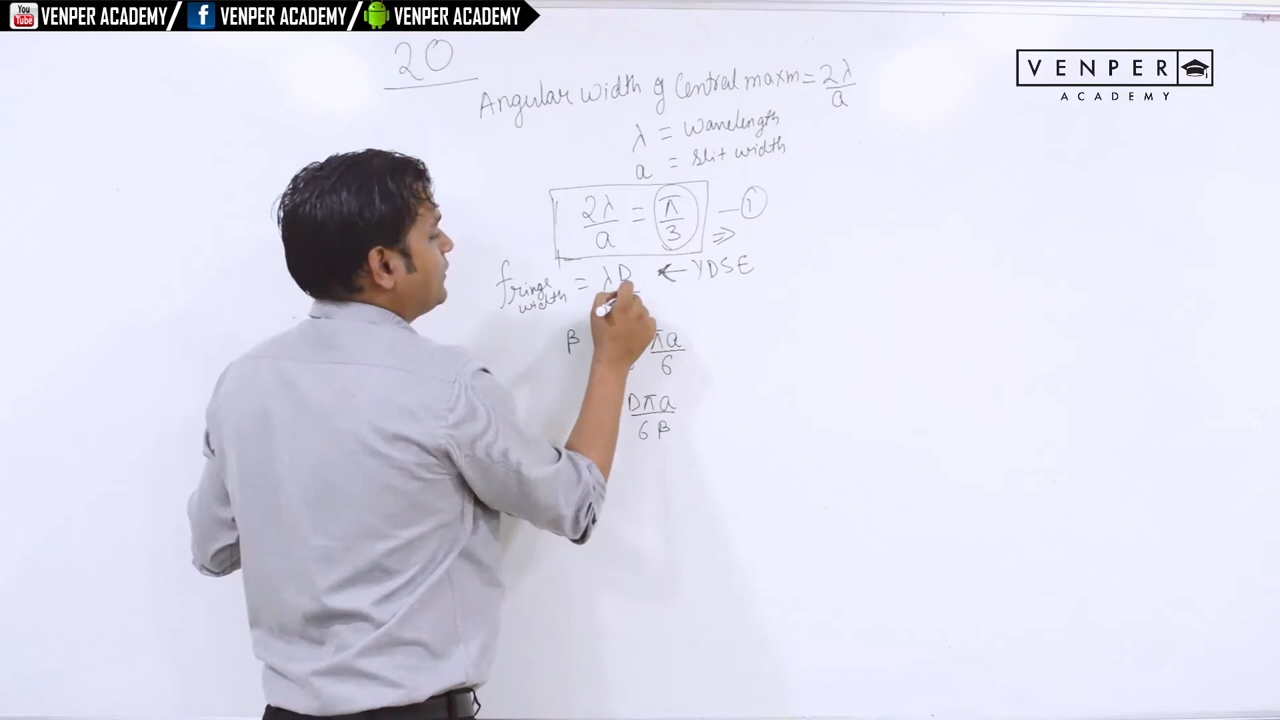 YouTube VENPER ACADEMY / f VENPER ACADEMY / VENPER ACADEMY
VENPER
ACADEMY
20
Angular width of Central maxm = 2λ/a
λ = wavelength
a = slit width
2λ/a = π/3 — 1 ⇒
fringe width = λD ← YDSE
β πa/6
Dπa/6β